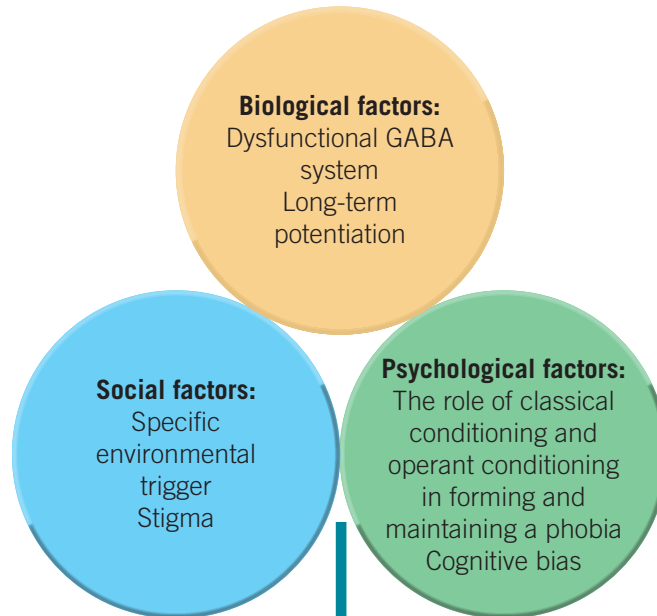 Biological factors:
Dysfunctional GABA
system
Long-term
potentiation
Social factors:
Specific
environmental
trigger
Stigma
Psychological factors:
The role of classical
conditioning and
operant conditioning
in forming and
maintaining a phobia
Cognitive bias